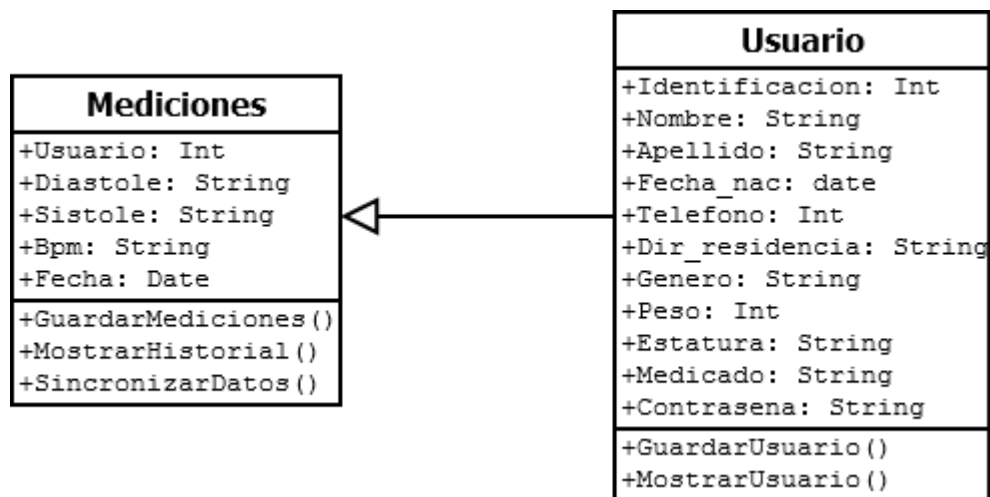 Mediciones
+Usuario: Int
+Diastole: String
+Sistole: String
+Bpm: String
+Fecha: Date
+GuardarMediciones()
+MostrarHistorial()
+SincronizarDatos()
Usuario
+Identificacion: Int
+Nombre: String
+Apellido: String
+Fecha_nac: date
+Telefono: Int
+Dir_residencia: String
+Genero: String
+Peso: Int
+Estatura: String
+Medicado: String
+Contrasena: String
+GuardarUsuario()
+MostrarUsuario()